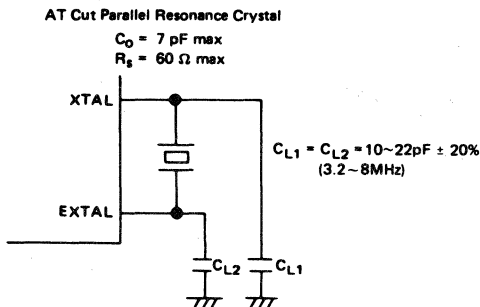 AT Cut Parallel Resonance Crystal
C₀ = 7 pF max
Rₛ = 60 Ω max
XTAL
C_L1 = C_L2 = 10~22pF ± 20%
(3.2~8MHz)
EXTAL
C_L2
C_L1